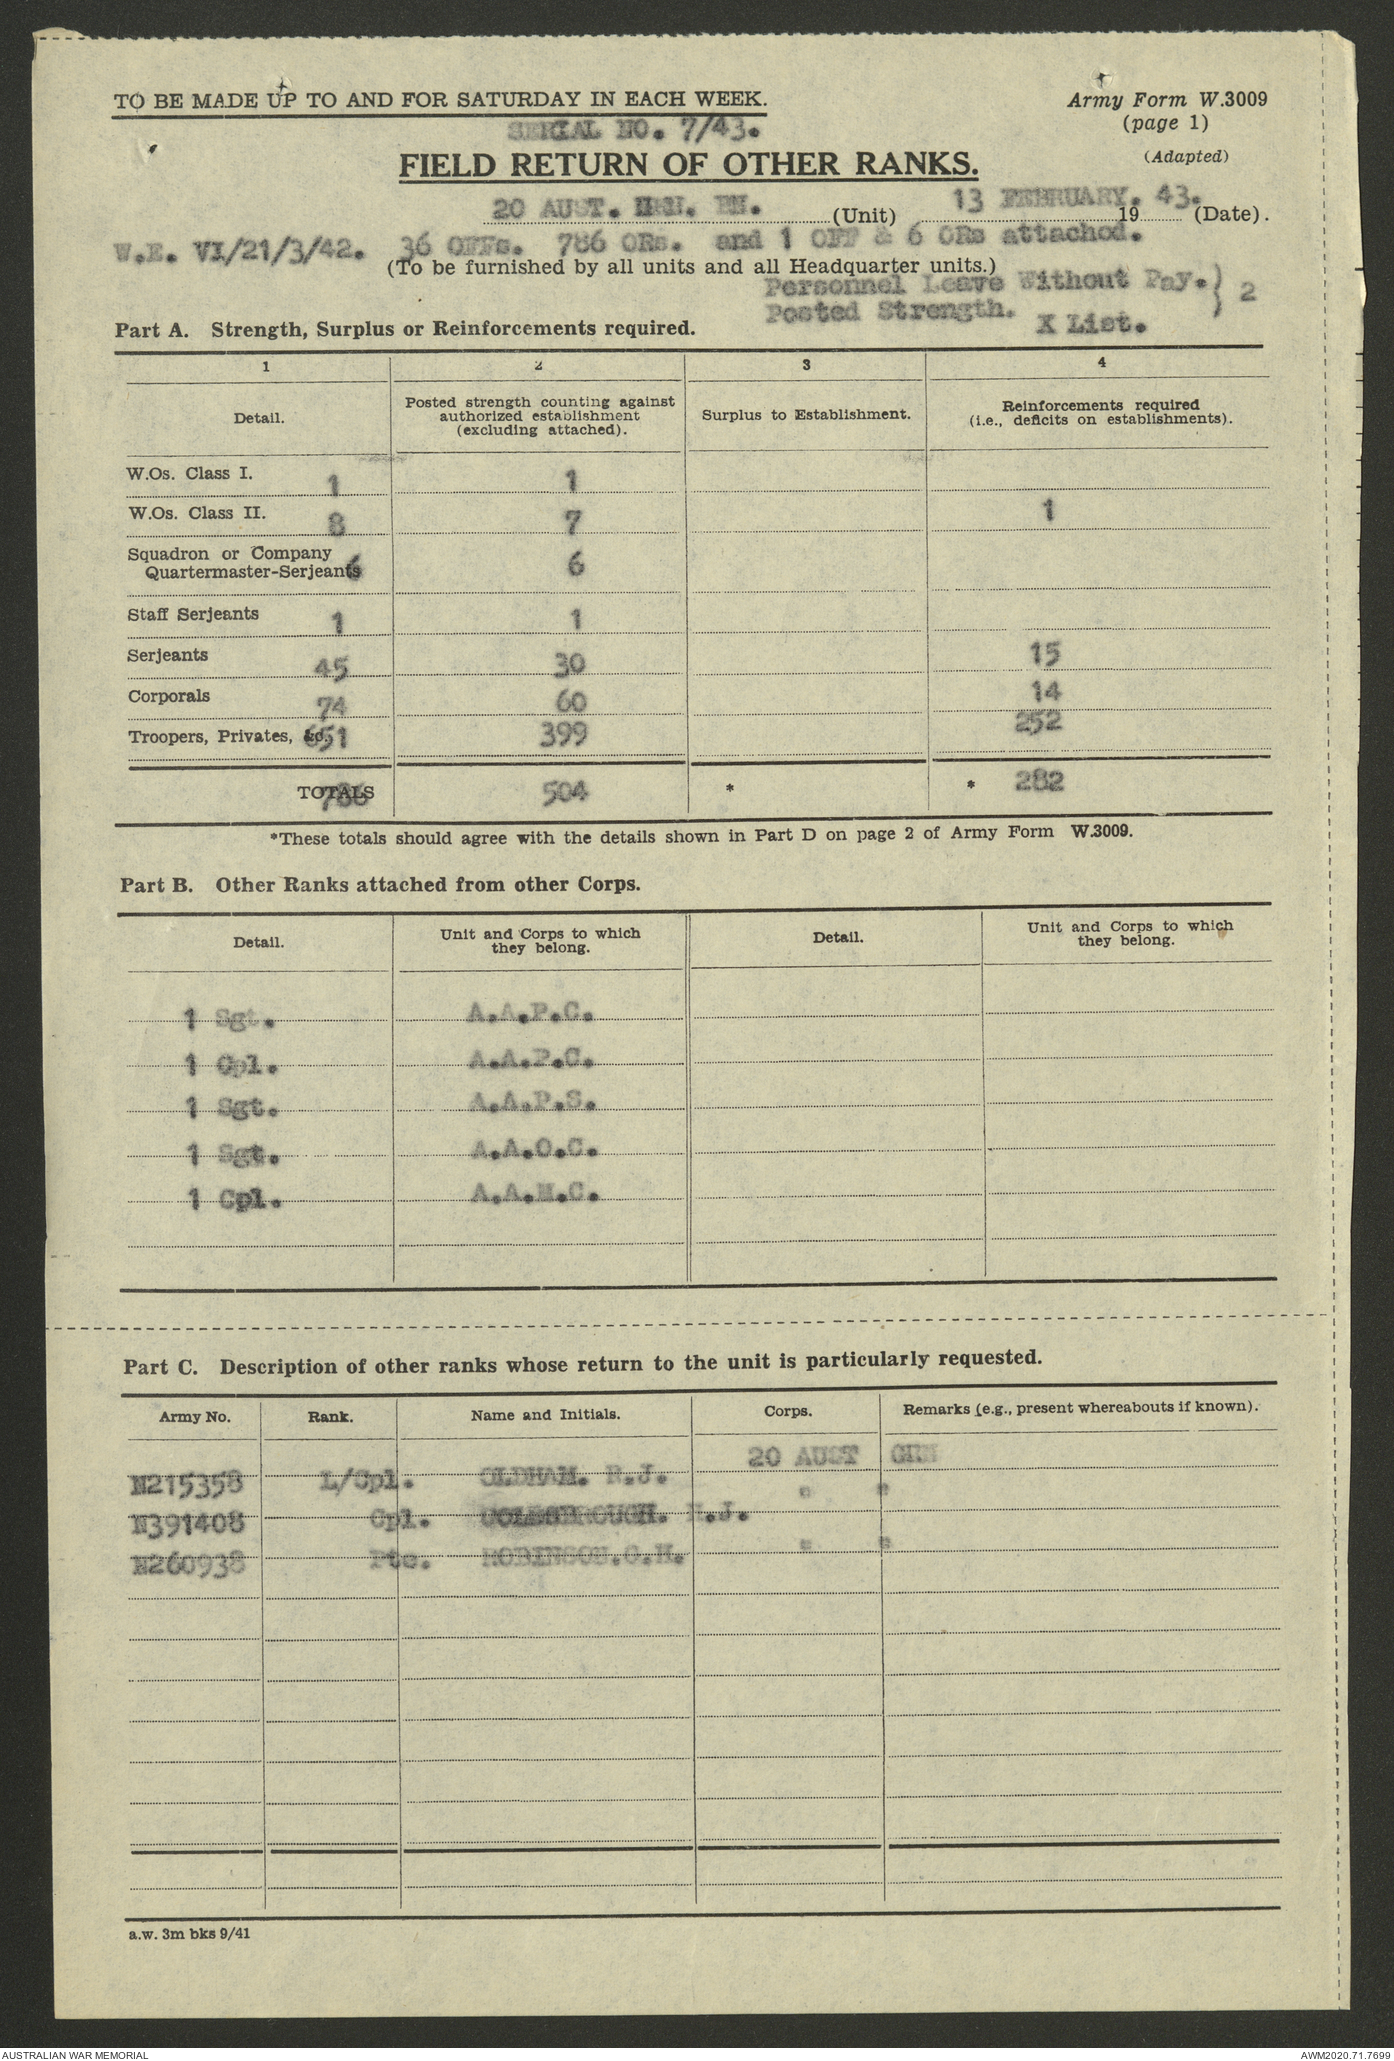 TO BE MADE UP TO AND FOR SATURDAY IN EACH WEEK.
Army Form W.3009
(page 1)
(Adapted)
SERIAL NO. 7/43.
FIELD RETURN OF OTHER RANKS.
20 AUST. BN. (Unit) 13 FEBRUARY. 1943. (Date).
W.E. VI/21/3/42. 36 OFFs. 786 ORs. and 1 OFF & 6 ORs attached.
(To be furnished by all units and all Headquarter units.)
Personnel Leave Without Pay.} 2
Posted Strength.
X List.
Part A. Strength, Surplus or Reinforcements required.
1 2 3 4
Detail. Posted strength counting against authorized establishment (excluding attached). Surplus to Establishment. Reinforcements required (i.e., deficits on establishments).
W.Os. Class I. 1 1
W.Os. Class II. 8 7 1
Squadron or Company
Quartermaster-Serjeants 6 6
Staff Serjeants 1 1
Serjeants 45 30 15
Corporals 74 60 14
Troopers, Privates, &c. 651 399 252
TOTALS 786 504 * * 282
*These totals should agree with the details shown in Part D on page 2 of Army Form W.3009.
Part B. Other Ranks attached from other Corps.
Detail. Unit and Corps to which they belong. Detail. Unit and Corps to which they belong.
1 Sgt. A.A.P.C.
1 Cpl. A.A.P.C.
1 Sgt. A.A.P.S.
1 Sgt. A.A.O.C.
1 Cpl. A.A.M.C.
Part C. Description of other ranks whose return to the unit is particularly requested.
Army No. Rank. Name and Initials. Corps. Remarks (e.g., present whereabouts if known).
20 AUST
N215358 L/Cpl. OLDHAM. R.J.
N391408 Cpl. " "
N260938 Pte. ROBINSON.G.H. " "
a.w. 3m bks 9/41
AUSTRALIAN WAR MEMORIAL
AWM2020.71.7699